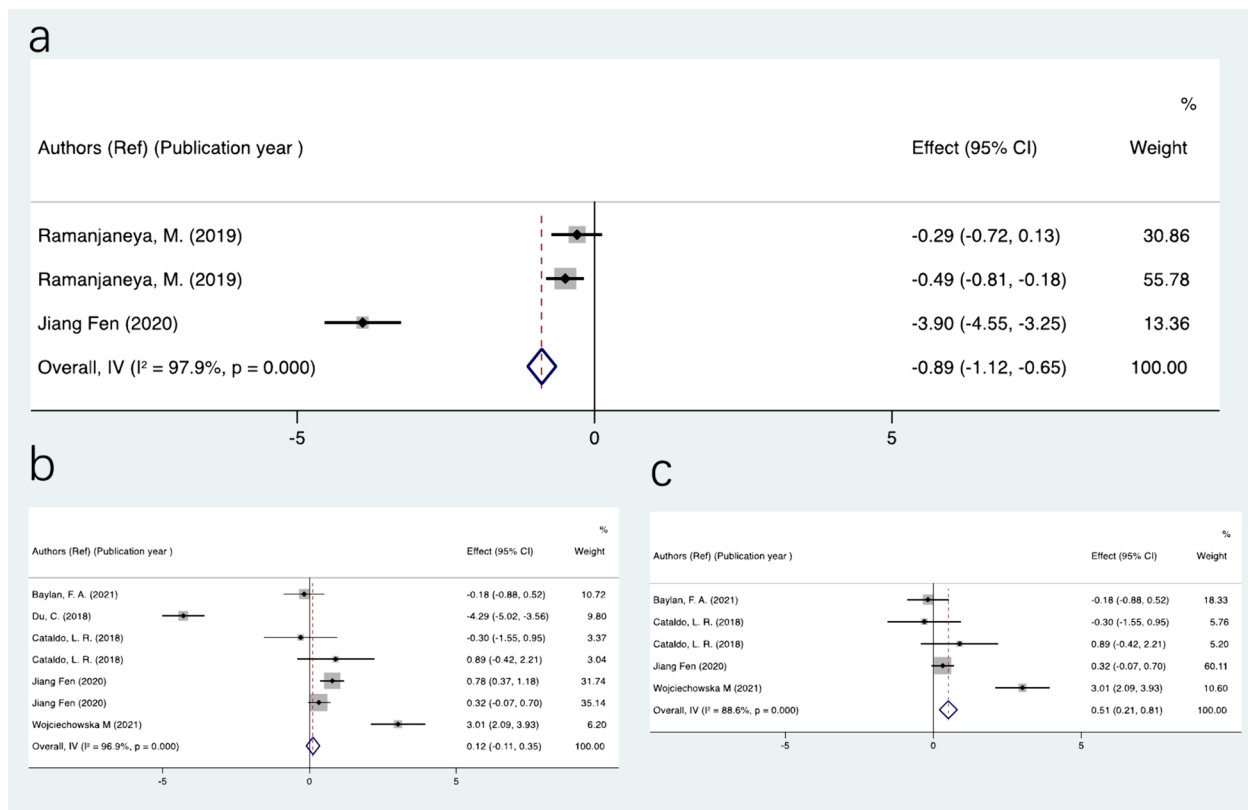 a
%
Authors (Ref) (Publication year ) Effect (95% CI) Weight
Ramanjaneya, M. (2019) -0.29 (-0.72, 0.13) 30.86
Ramanjaneya, M. (2019) -0.49 (-0.81, -0.18) 55.78
Jiang Fen (2020) -3.90 (-4.55, -3.25) 13.36
Overall, IV (I² = 97.9%, p = 0.000) -0.89 (-1.12, -0.65) 100.00
-5 0 5
b
%
Authors (Ref) (Publication year ) Effect (95% CI) Weight
Baylan, F. A. (2021) -0.18 (-0.88, 0.52) 10.72
Du, C. (2018) -4.29 (-5.02, -3.56) 9.80
Cataldo, L. R. (2018) -0.30 (-1.55, 0.95) 3.37
Cataldo, L. R. (2018) 0.89 (-0.42, 2.21) 3.04
Jiang Fen (2020) 0.78 (0.37, 1.18) 31.74
Jiang Fen (2020) 0.32 (-0.07, 0.70) 35.14
Wojciechowska M (2021) 3.01 (2.09, 3.93) 6.20
Overall, IV (I² = 96.9%, p = 0.000) 0.12 (-0.11, 0.35) 100.00
-5 0 5
c
%
Authors (Ref) (Publication year ) Effect (95% CI) Weight
Baylan, F. A. (2021) -0.18 (-0.88, 0.52) 18.33
Cataldo, L. R. (2018) -0.30 (-1.55, 0.95) 5.76
Cataldo, L. R. (2018) 0.89 (-0.42, 2.21) 5.20
Jiang Fen (2020) 0.32 (-0.07, 0.70) 60.11
Wojciechowska M (2021) 3.01 (2.09, 3.93) 10.60
Overall, IV (I² = 88.6%, p = 0.000) 0.51 (0.21, 0.81) 100.00
-5 0 5